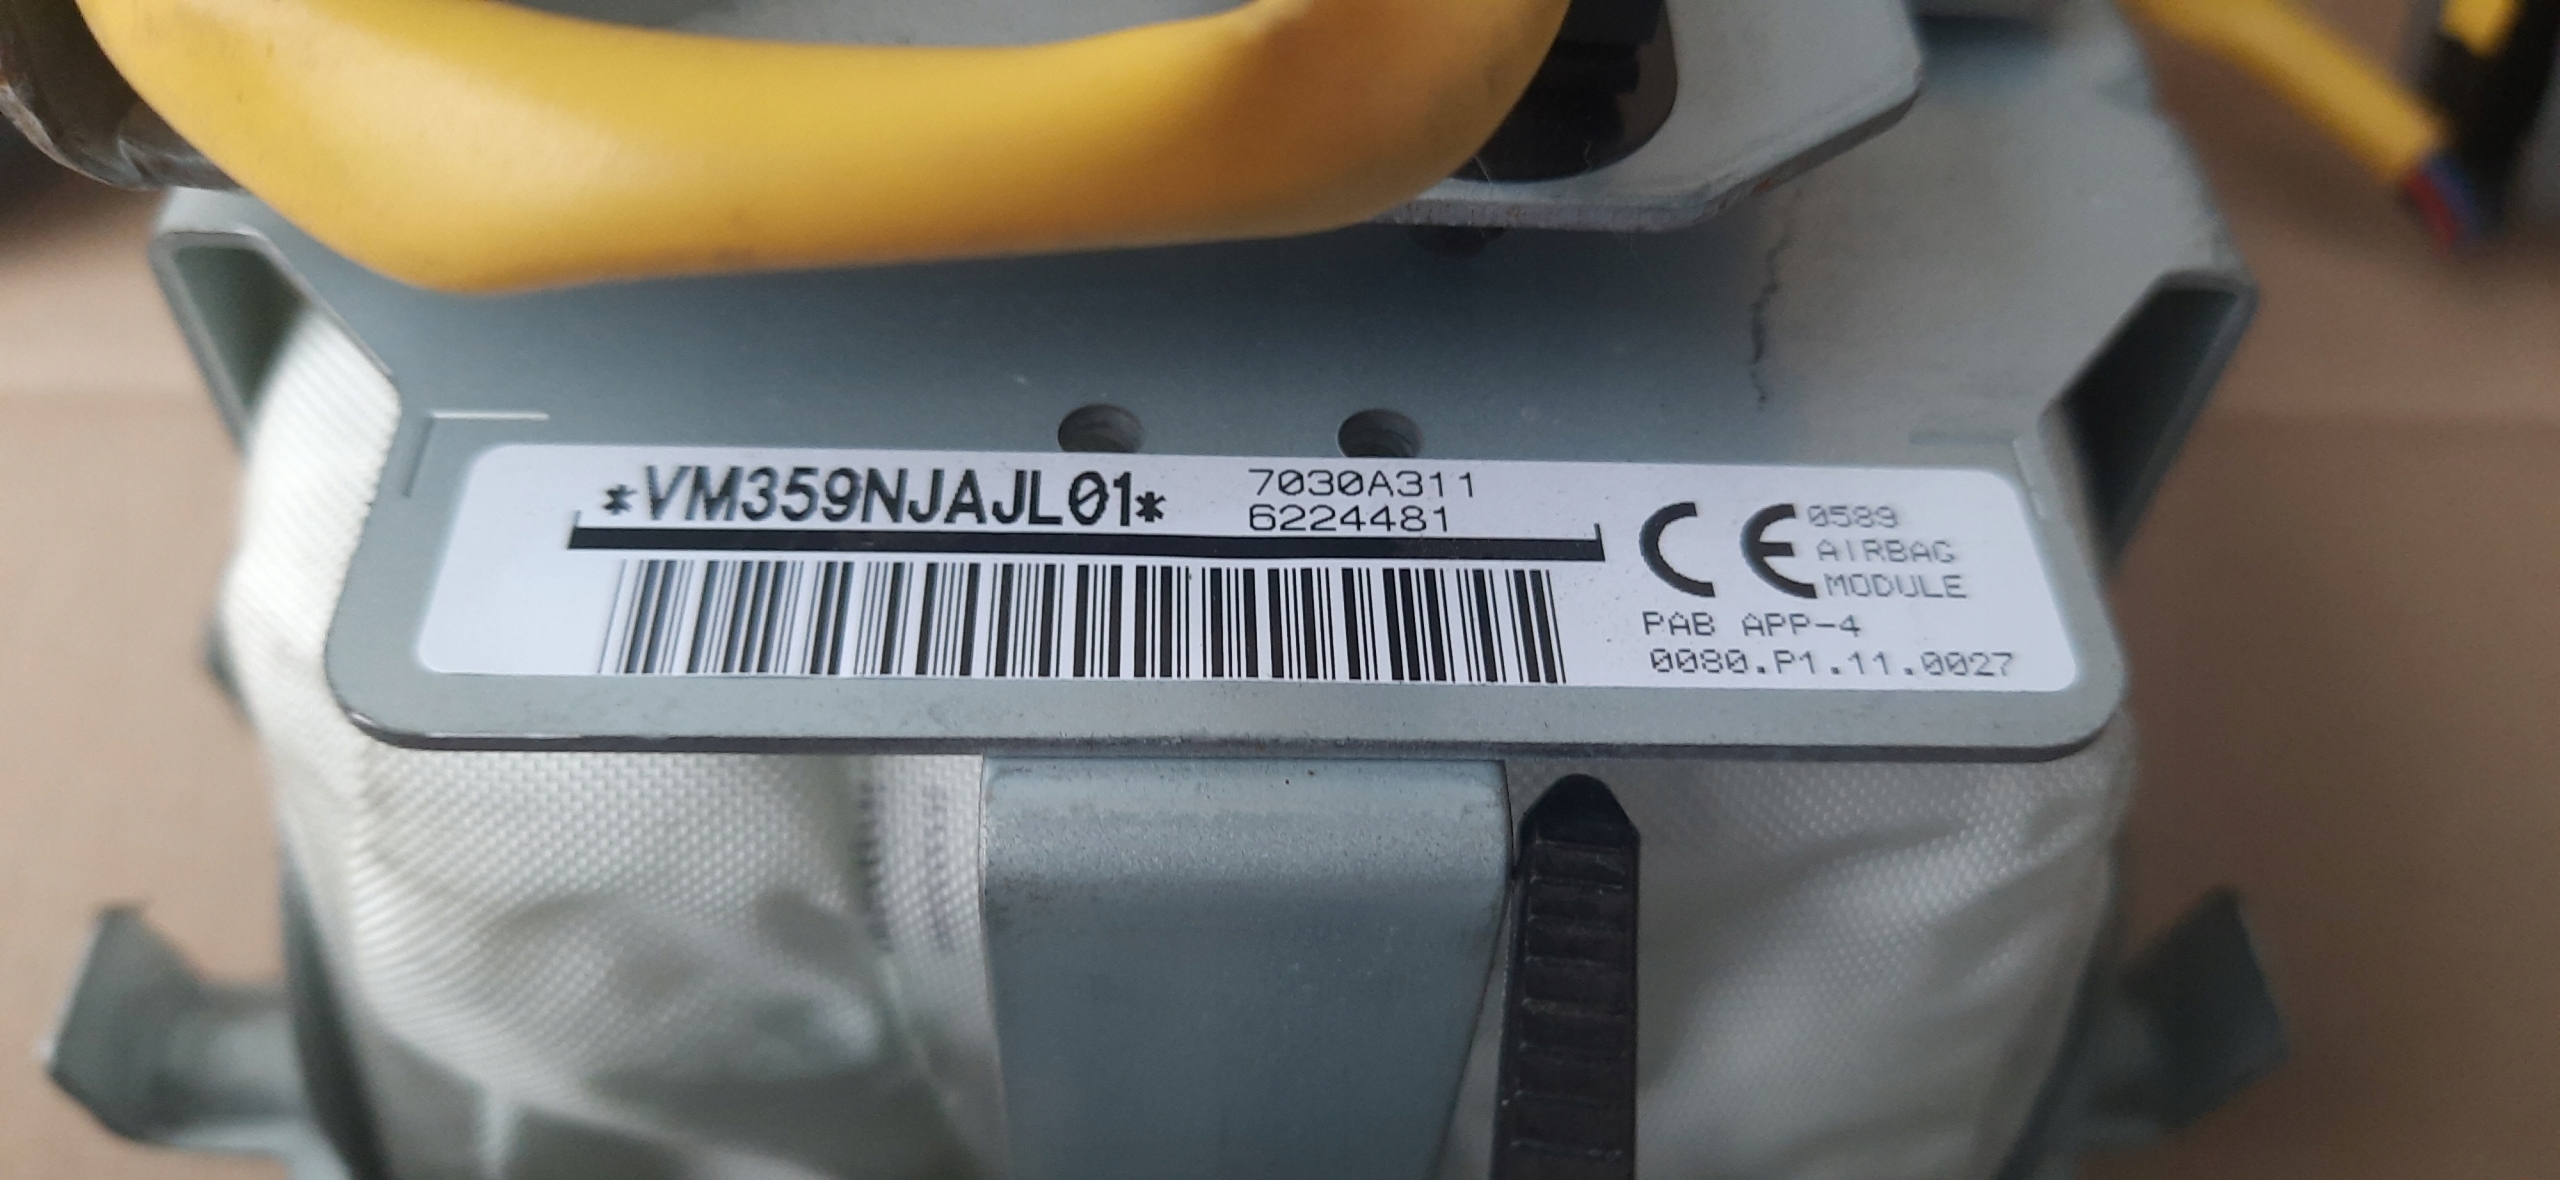 *VM359NJAJL01*
7030A311
6224481
CE
0589
AIRBAG
MODULE
PAB APP-4
0080.P1.11.0027